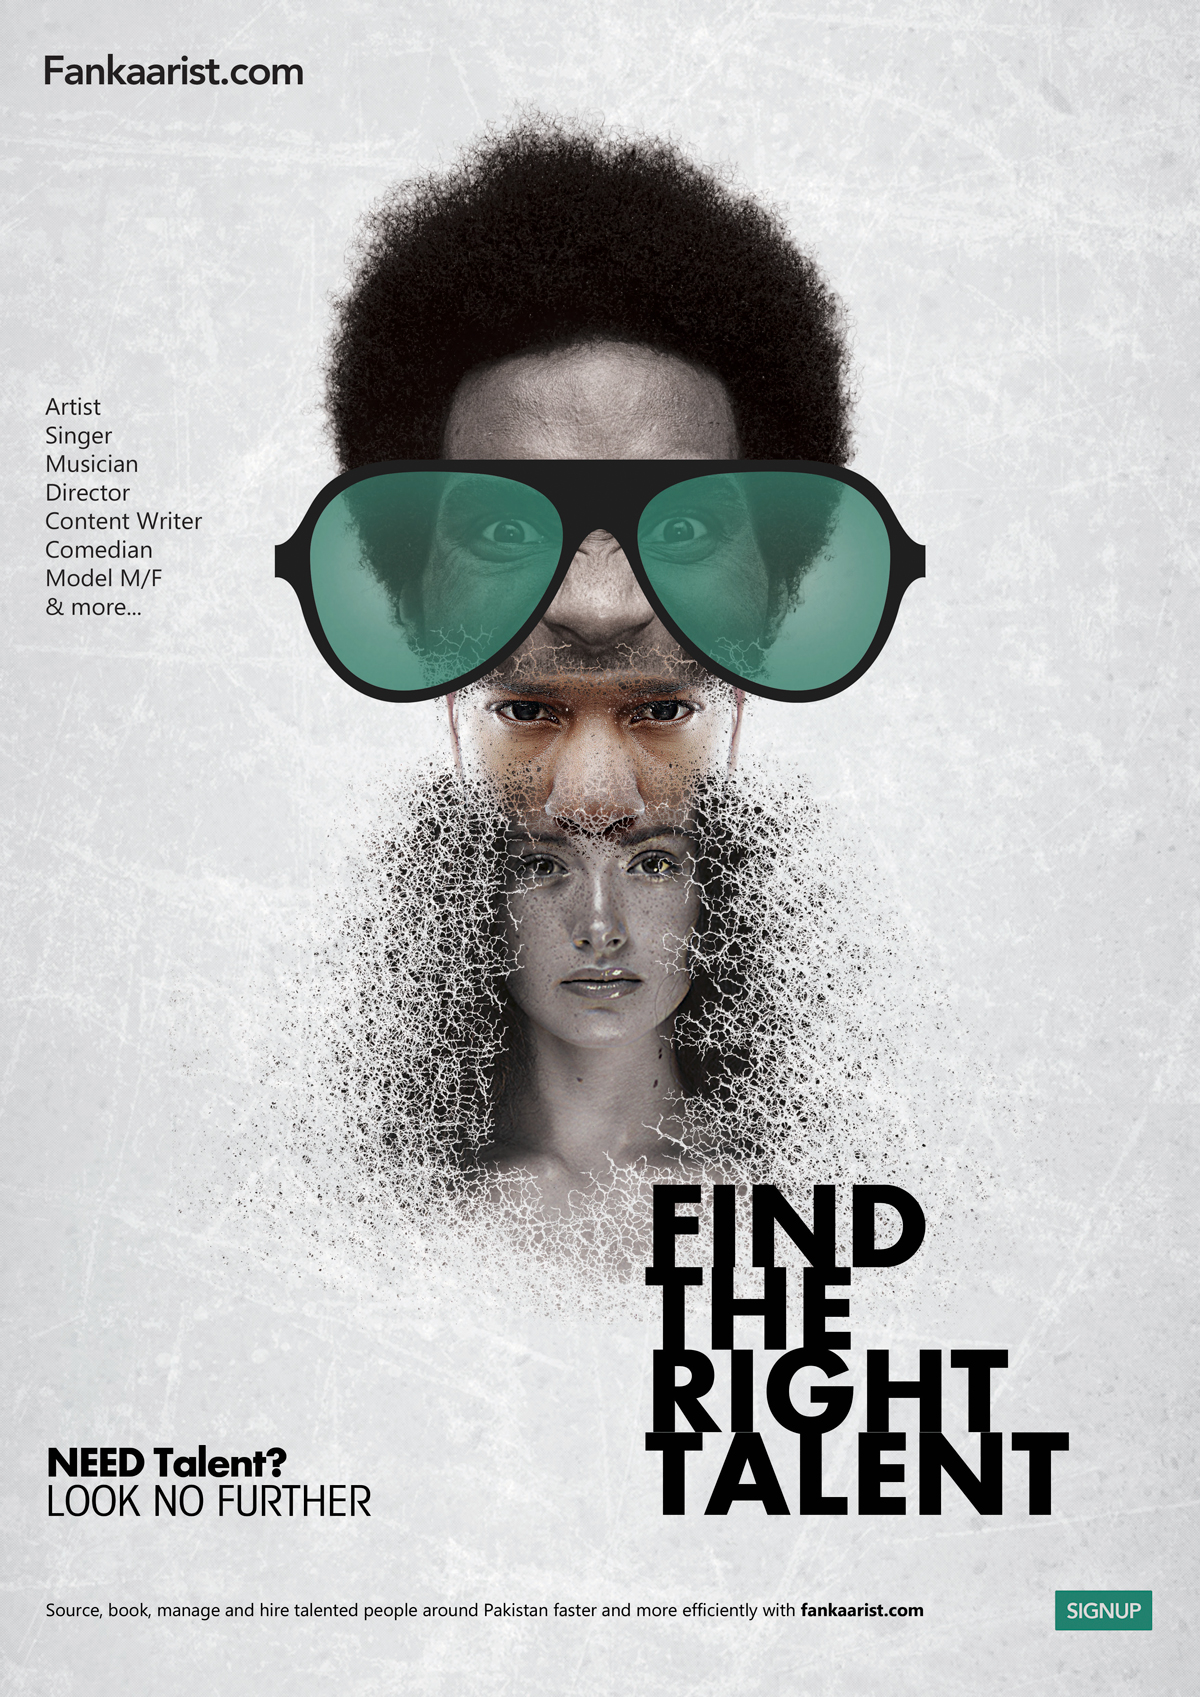 Fankaarist.com
Artist
Singer
Musician
Director
Content Writer
Comedian
Model M/F
& more...
FIND
THE
RIGHT
TALENT
NEED Talent?
LOOK NO FURTHER
Source, book, manage and hire talented people around Pakistan faster and more efficiently with fankaarist.com
SIGNUP